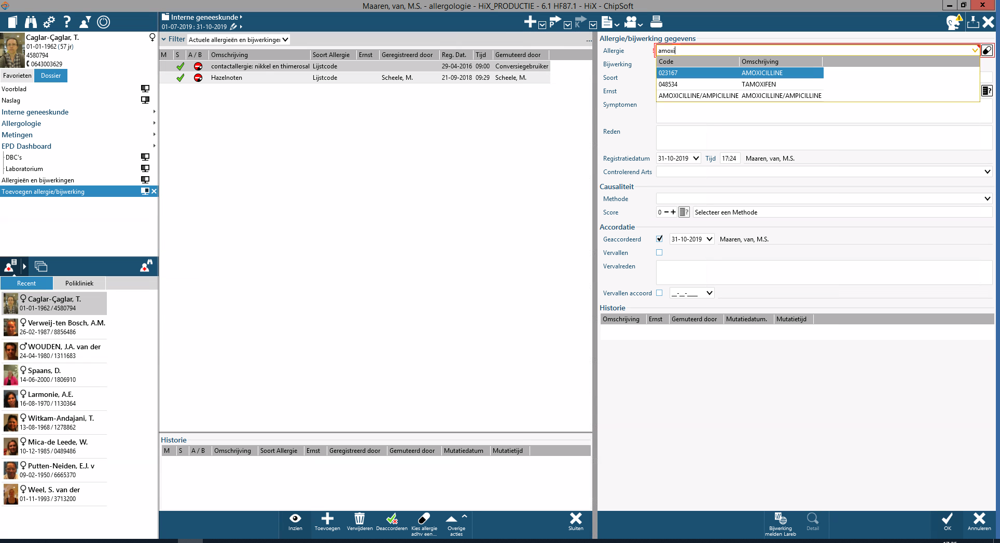 Maaren, van, M.S. - allergologie - HiX_PRODUCTIE - 6.1 HF87.1 - HiX - ChipSoft
Caglar-Çaglar, T.
01-01-1962 (57 jr)
4580794
0643003629
Favorieten Dossier
Voorblad
Naslag
Interne geneeskunde
Allergologie
Metingen
EPD Dashboard
DBC's
Laboratorium
Allergieën en bijwerkingen
Toevoegen allergie/bijwerking
Recent Polikliniek
Caglar-Çaglar, T.
01-01-1962 / 4580794
Verweij-ten Bosch, A.M.
26-02-1987 / 8856486
WOUDEN, J.A. van der
24-04-1980 / 1311683
Spaans, D.
14-06-2000 / 1806910
Larmonie, A.E.
16-08-1970 / 1130364
Witkam-Andajani, T.
13-08-1968 / 1278862
Mica-de Leede, W.
10-12-1985 / 0489486
Putten-Neiden, E.J. v
09-02-1950 / 6665370
Weel, S. van der
01-11-1993 / 3713200
Interne geneeskunde
01-07-2019 : 31-10-2019
P K
Filter Actuele allergieën en bijwerkinger ...
M S A / B Omschrijving Soort Allergie Ernst Geregistreerd door Reg. Dat. Tijd Gemuteerd door
contactallergie: nikkel en thimerosal Lijstcode 29-04-2016 09:00 Conversiegebruiker
Hazelnoten Lijstcode Scheele, M. 21-09-2018 09:29 Scheele, M.
Historie
M S A / B Omschrijving Soort Allergie Ernst Geregistreerd door Gemuteerd door Mutatiedatum Mutatietijd
Inzien Toevoegen Verwijderen Deaccorderen Kies allergie adhv een... Overige acties Sluiten
Allergie/bijwerking gegevens
Allergie ! amoxi
Code Omschrijving
Bijwerking
023167 AMOXICILLINE
Soort
048534 TAMOXIFEN
Ernst
AMOXICILLINE/AMPICILLINE AMOXICILLINE/AMPICILLINE
Symptomen
Reden
Registratiedatum 31-10-2019 Tijd 17:24 Maaren, van, M.S.
Controlerend Arts
Causaliteit
Methode
Score 0 Selecteer een Methode
Accordatie
Geaccordeerd 31-10-2019 Maaren, van, M.S.
Vervallen
Vervalreden
Vervallen accoord __-__-____
Historie
Omschrijving Ernst Gemuteerd door Mutatiedatum. Mutatietijd
Bijwerking melden Lareb Detail OK Annuleren